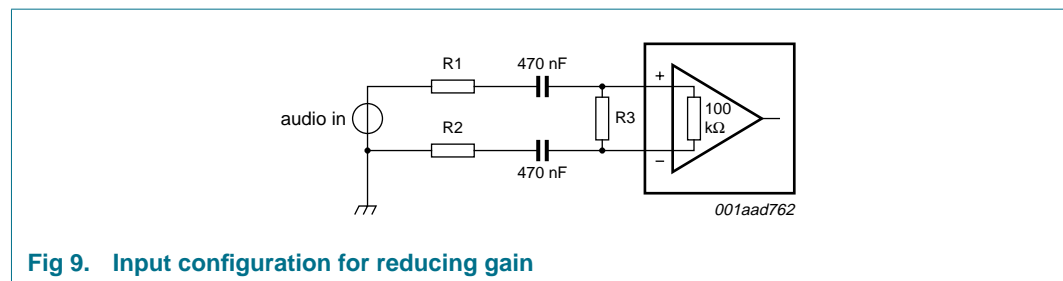 R1
470 nF
audio in
R2
470 nF
R3
+
−
100
kΩ
001aad762
Fig 9. Input configuration for reducing gain